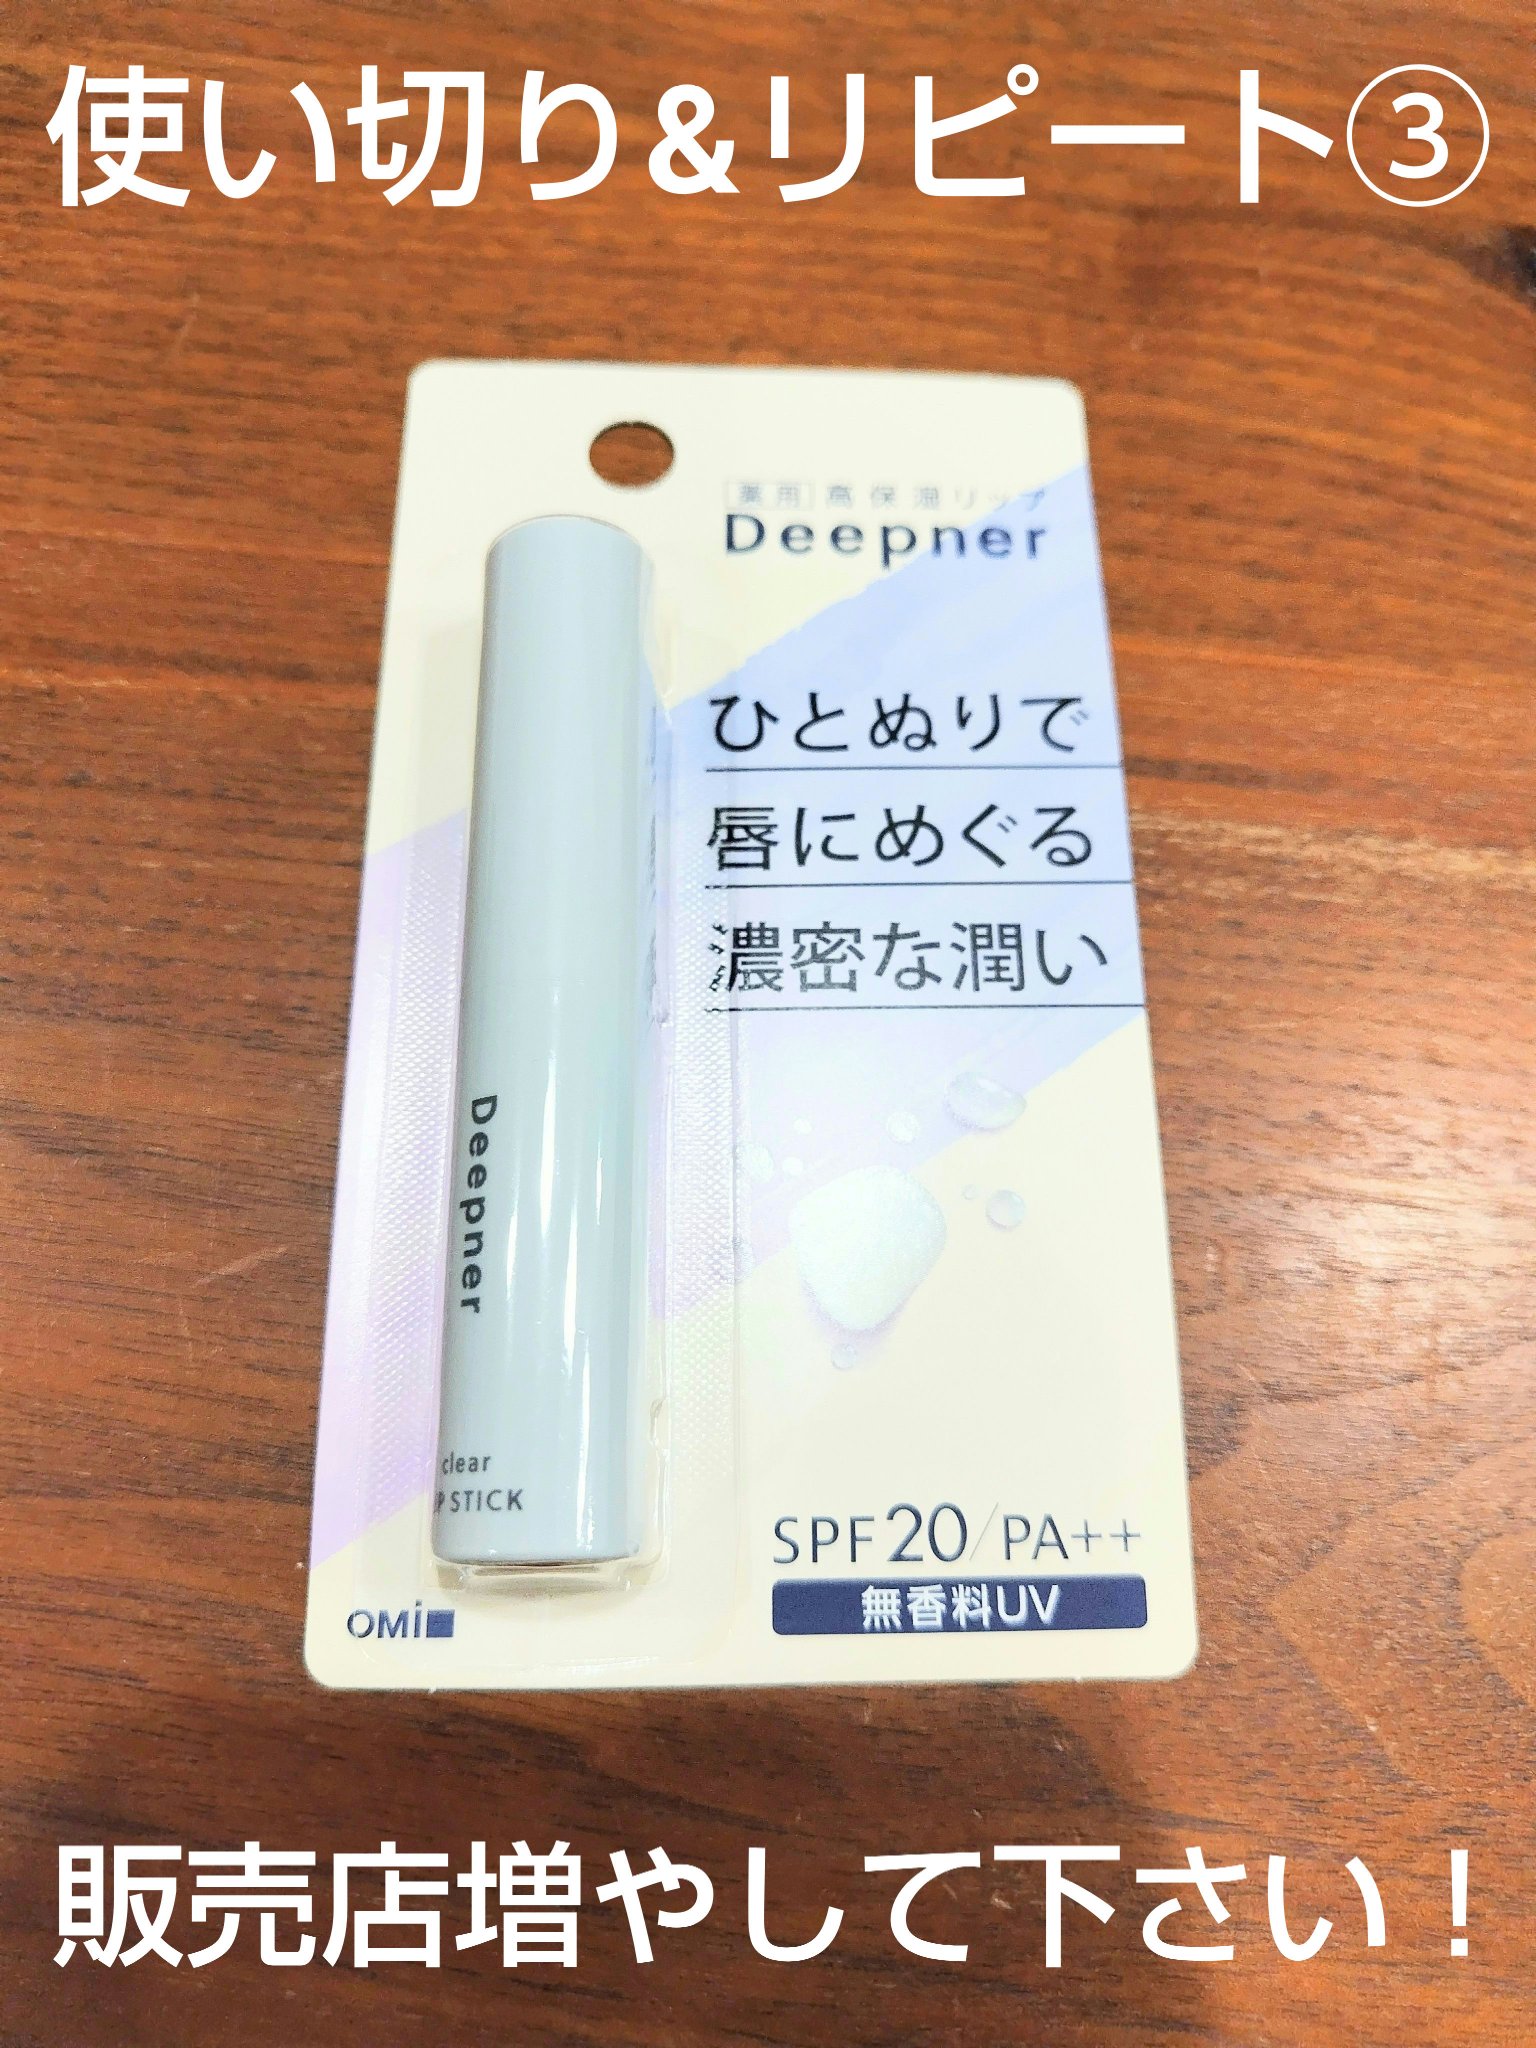 使い切り&リピート③
薬用 高保湿リップ
Deepner
ひとぬりで
唇にめぐる
濃密な潤い
Deepner
clear
STICK
SPF20/PA++
無香料UV
OMi
販売店増やして下さい！